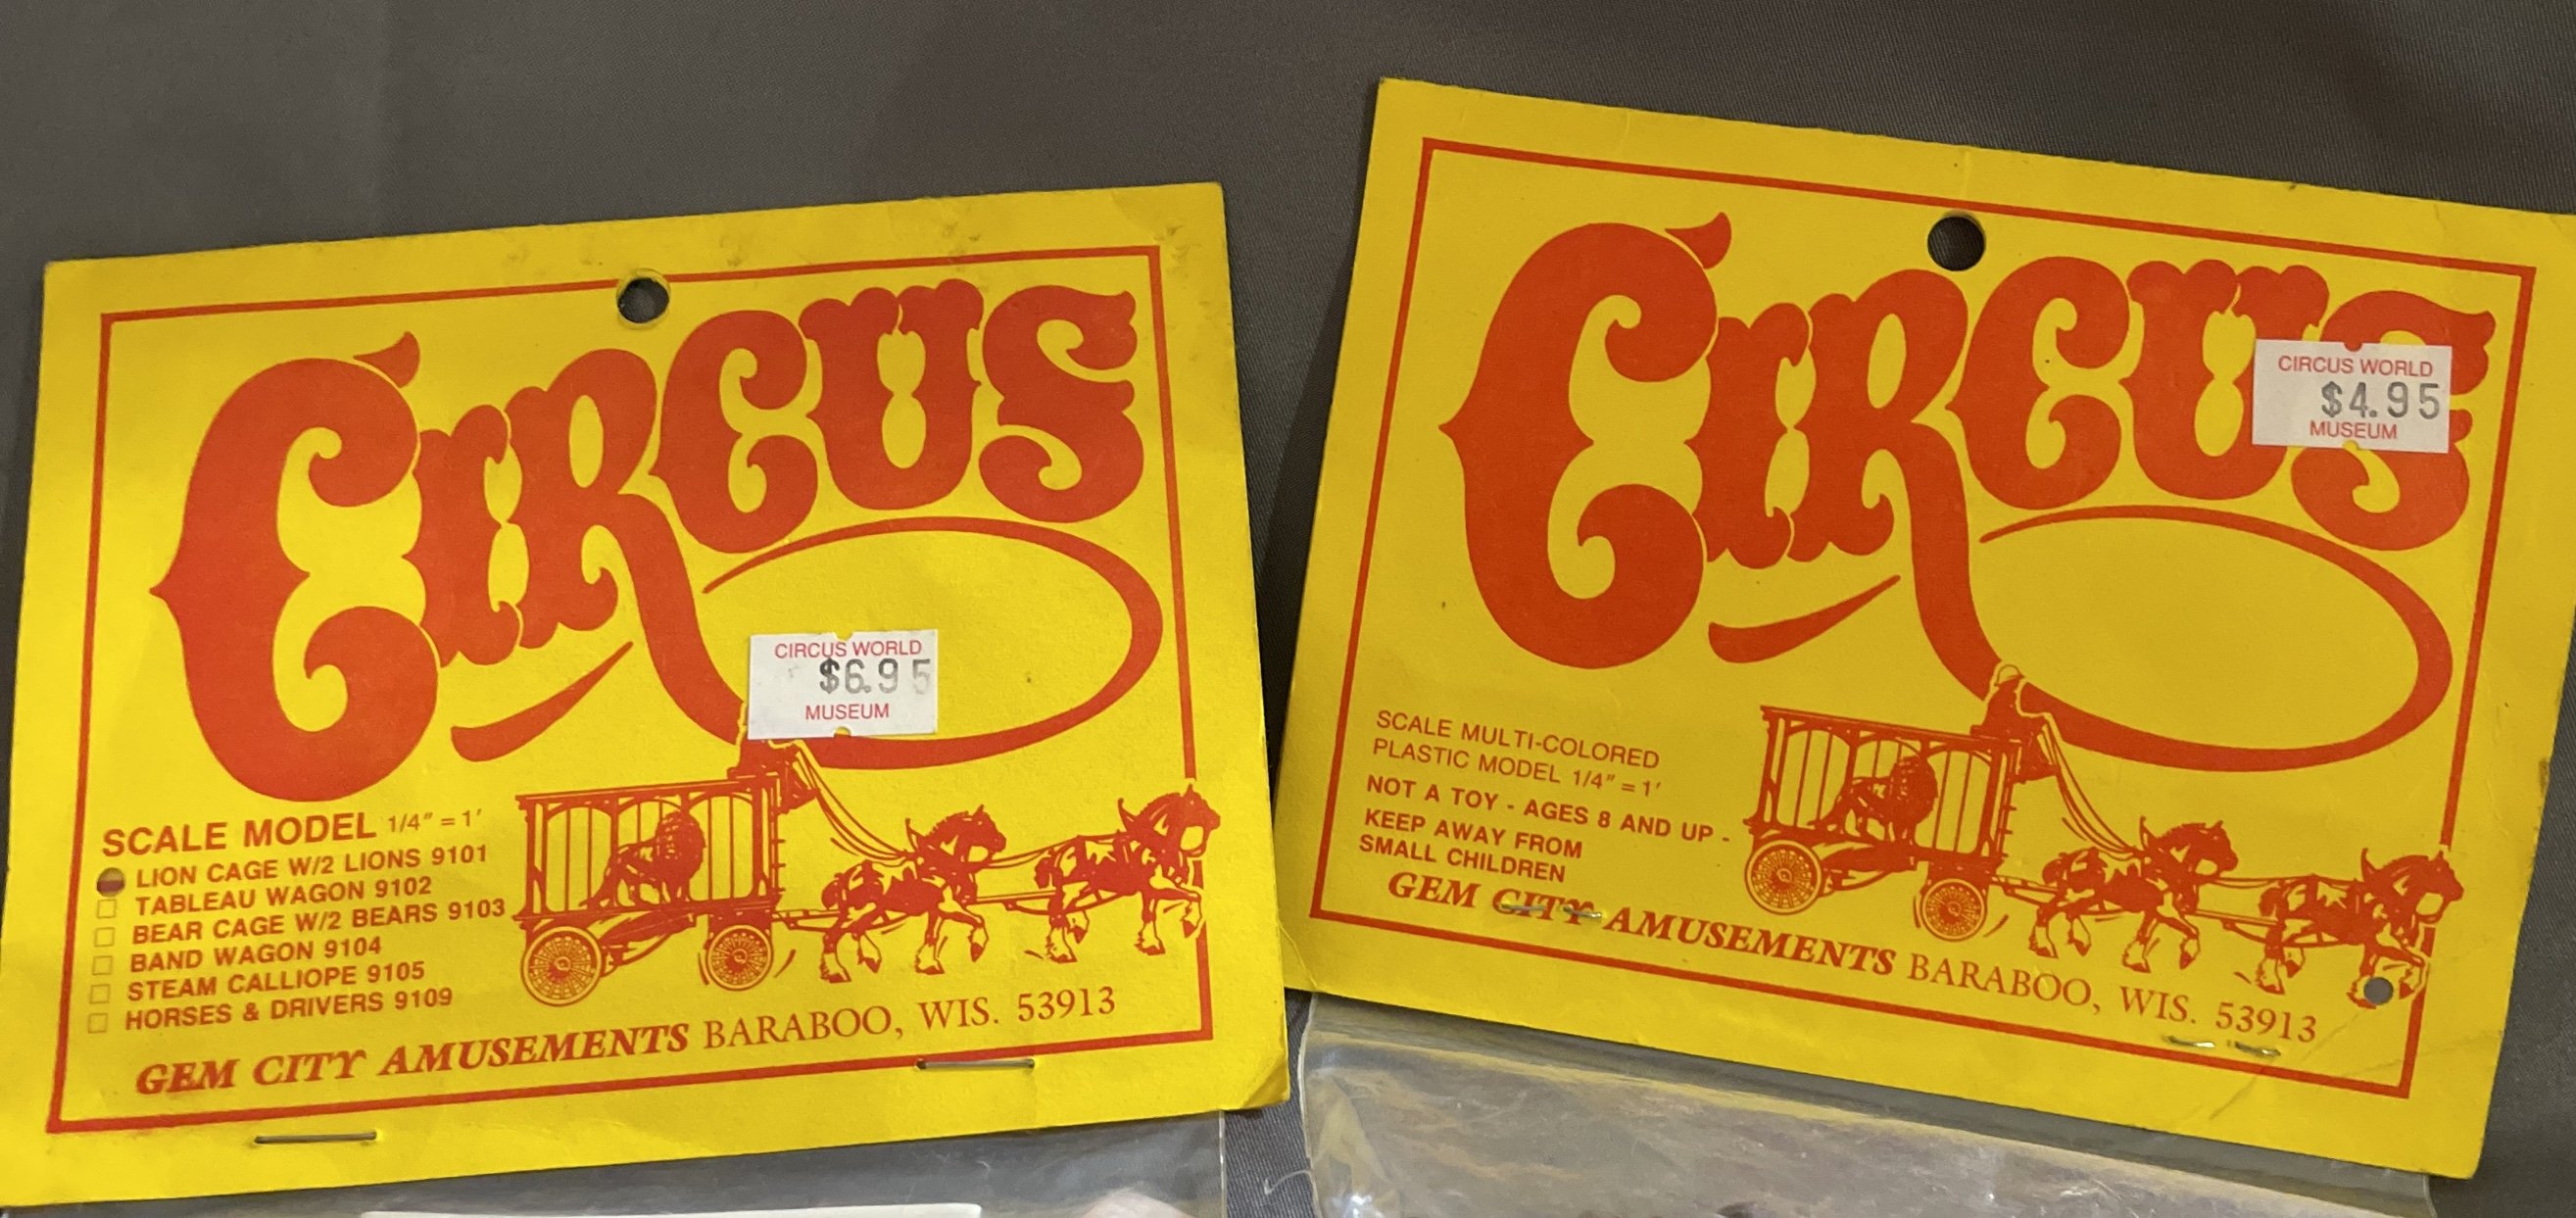 CIRCUS
CIRCUS WORLD
$6.95
MUSEUM
SCALE MODEL 1/4" = 1'
LION CAGE W/2 LIONS 9101
TABLEAU WAGON 9102
BEAR CAGE W/2 BEARS 9103
BAND WAGON 9104
STEAM CALLIOPE 9105
HORSES & DRIVERS 9109
GEM CITY AMUSEMENTS BARABOO, WIS. 53913
CIRCUS
CIRCUS WORLD
$4.95
MUSEUM
SCALE MULTI-COLORED
PLASTIC MODEL 1/4" = 1'
NOT A TOY - AGES 8 AND UP -
KEEP AWAY FROM
SMALL CHILDREN
GEM CITY AMUSEMENTS BARABOO, WIS. 53913